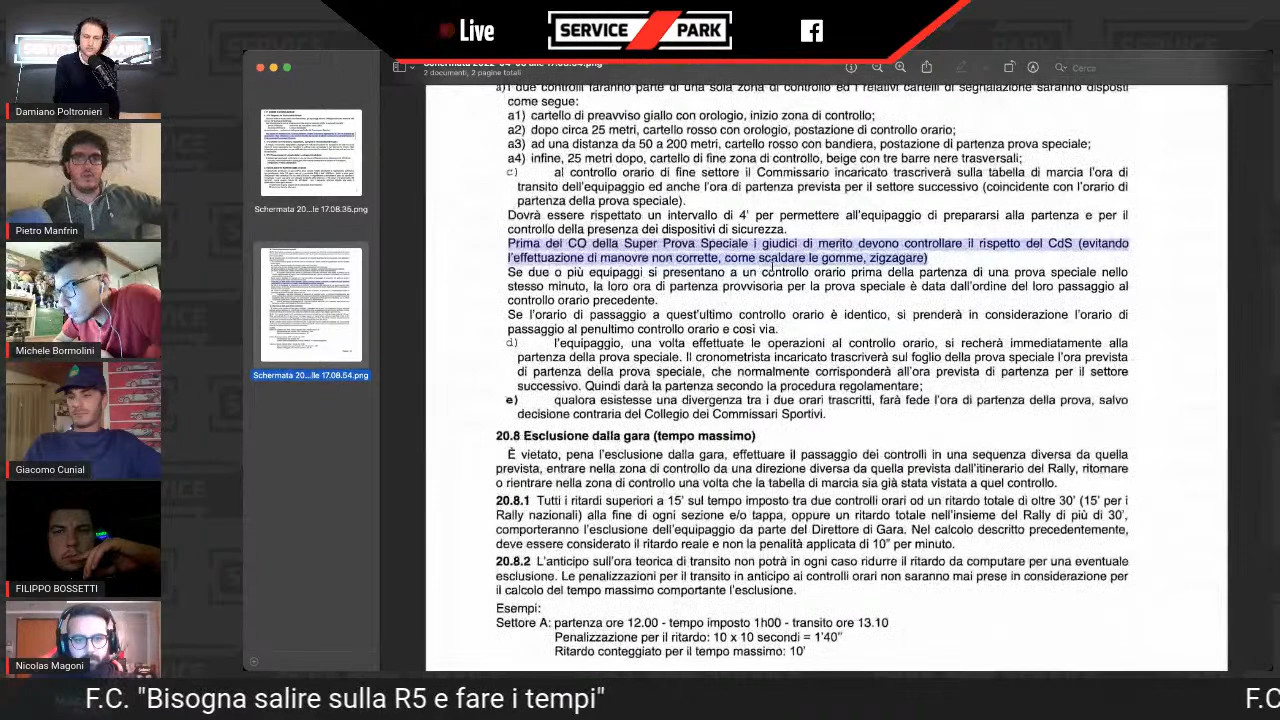 Live
SERVICE PARK
Damiano Poltronieri
Pietro Manfrin
Michele Bormolini
Giacomo Cunial
FILIPPO BOSSETTI
Nicolas Magoni
2 documenti, 2 pagine totali
Cerca
Schermata 20...lle 17.08.35.png
Schermata 20...lle 17.08.54.png
a) I due controlli faranno parte di una sola zona di controllo ed i relativi cartelli di segnalazione saranno disposti
come segue:
a1) cartello di preavviso giallo con orologio, inizio zona di controllo;
a2) dopo circa 25 metri, cartello rosso con orologio, postazione di controllo orario;
a3) ad una distanza da 50 a 200 metri, cartello rosso con bandiera, postazione di partenza prova speciale;
a4) infine, 25 metri dopo, cartello di fine zona di controllo, beige con tre barre nere trasversali;
c) al controllo orario di fine settore il Commissario incaricato trascriverà sulla tabella di marcia l'ora di
transito dell'equipaggio ed anche l'ora di partenza prevista per il settore successivo (coincidente con l'orario di
partenza della prova speciale).
Dovrà essere rispettato un intervallo di 4' per permettere all'equipaggio di prepararsi alla partenza e per il
controllo della presenza dei dispositivi di sicurezza.
Prima del CO della Super Prova Speciale i giudici di merito devono controllare il rispetto del CdS (evitando
l'effettuazione di manovre non corrette, come scaldare le gomme, zigzagare)
Se due o più equipaggi si presentano a un controllo orario prima della partenza di una prova speciale nello
stesso minuto, la loro ora di partenza provvisoria per la prova speciale è data dall'ordine del loro passaggio al
controllo orario precedente.
Se l'orario di passaggio a quest'ultimo controllo orario è identico, si prenderà in considerazione l'orario di
passaggio al penultimo controllo orario e così via.
d) l'equipaggio, una volta effettuate le operazioni al controllo orario, si recherà immediatamente alla
partenza della prova speciale. Il cronometrista incaricato trascriverà sul foglio della prova speciale l'ora prevista
di partenza della prova speciale, che normalmente corrisponderà all'ora prevista di partenza per il settore
successivo. Quindi darà la partenza secondo la procedura regolamentare;
e) qualora esistesse una divergenza tra i due orari trascritti, farà fede l'ora di partenza della prova, salvo
decisione contraria del Collegio dei Commissari Sportivi.
20.8 Esclusione dalla gara (tempo massimo)
È vietato, pena l'esclusione dalla gara, effettuare il passaggio dei controlli in una sequenza diversa da quella
prevista, entrare nella zona di controllo da una direzione diversa da quella prevista dall'itinerario del Rally, ritornare
o rientrare nella zona di controllo una volta che la tabella di marcia sia già stata vistata a quel controllo.
20.8.1 Tutti i ritardi superiori a 15' sul tempo imposto tra due controlli orari od un ritardo totale di oltre 30' (15' per i
Rally nazionali) alla fine di ogni sezione e/o tappa, oppure un ritardo totale nell'insieme del Rally di più di 30',
comporteranno l'esclusione dell'equipaggio da parte del Direttore di Gara. Nel calcolo descritto precedentemente,
deve essere considerato il ritardo reale e non la penalità applicata di 10" per minuto.
20.8.2 L'anticipo sull'ora teorica di transito non potrà in ogni caso ridurre il ritardo da computare per una eventuale
esclusione. Le penalizzazioni per il transito in anticipo ai controlli orari non saranno mai prese in considerazione per
il calcolo del tempo massimo comportante l'esclusione.
Esempi:
Settore A: partenza ore 12.00 - tempo imposto 1h00 - transito ore 13.10
Penalizzazione per il ritardo: 10 x 10 secondi = 1'40"
Ritardo conteggiato per il tempo massimo: 10'
F.C. "Bisogna salire sulla R5 e fare i tempi"
F.C